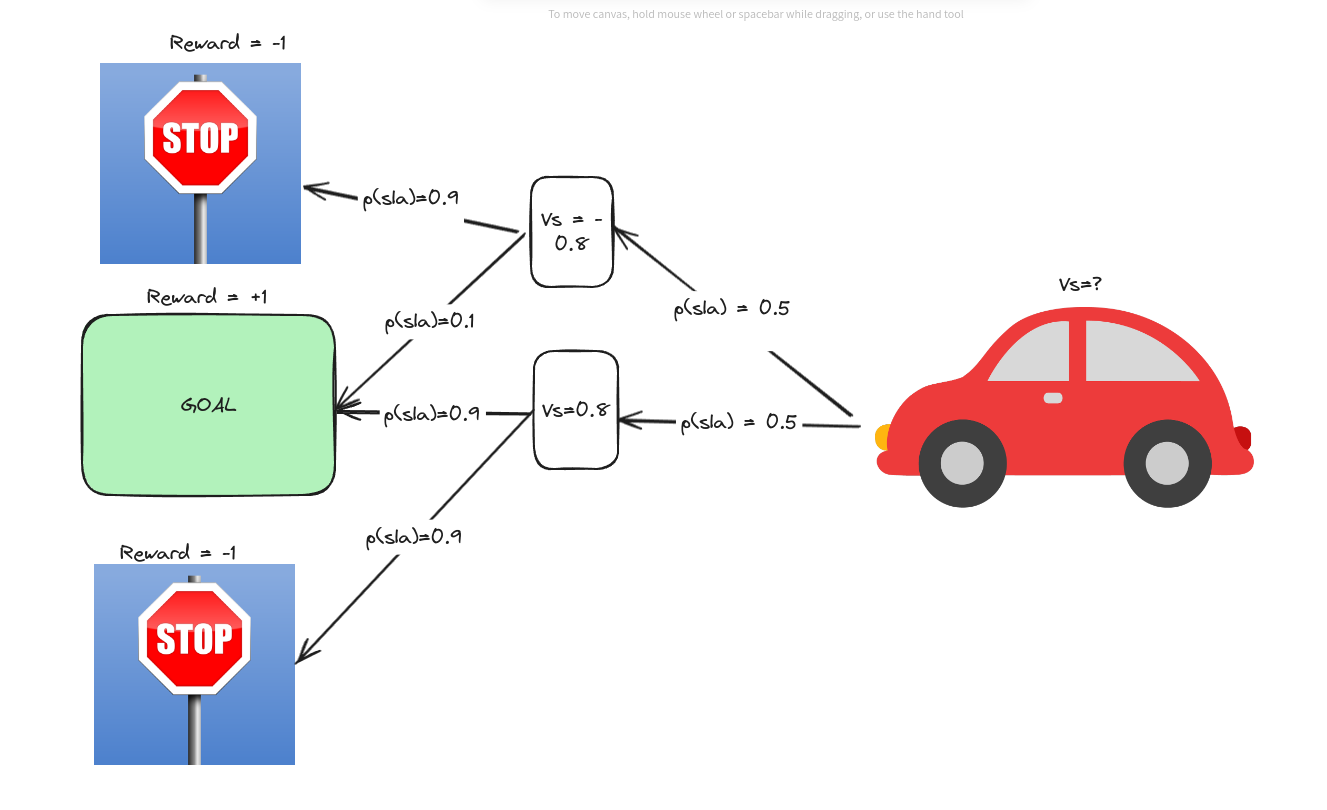 To move canvas, hold mouse wheel or spacebar while dragging, or use the hand tool
Reward = -1
STOP
p(s|a)=0.9
Vs = -
0.8
Vs=?
Reward = +1
p(s|a) = 0.5
p(s|a)=0.1
GOAL
p(s|a)=0.9
Vs=0.8
p(s|a) = 0.5
p(s|a)=0.9
Reward = -1
STOP